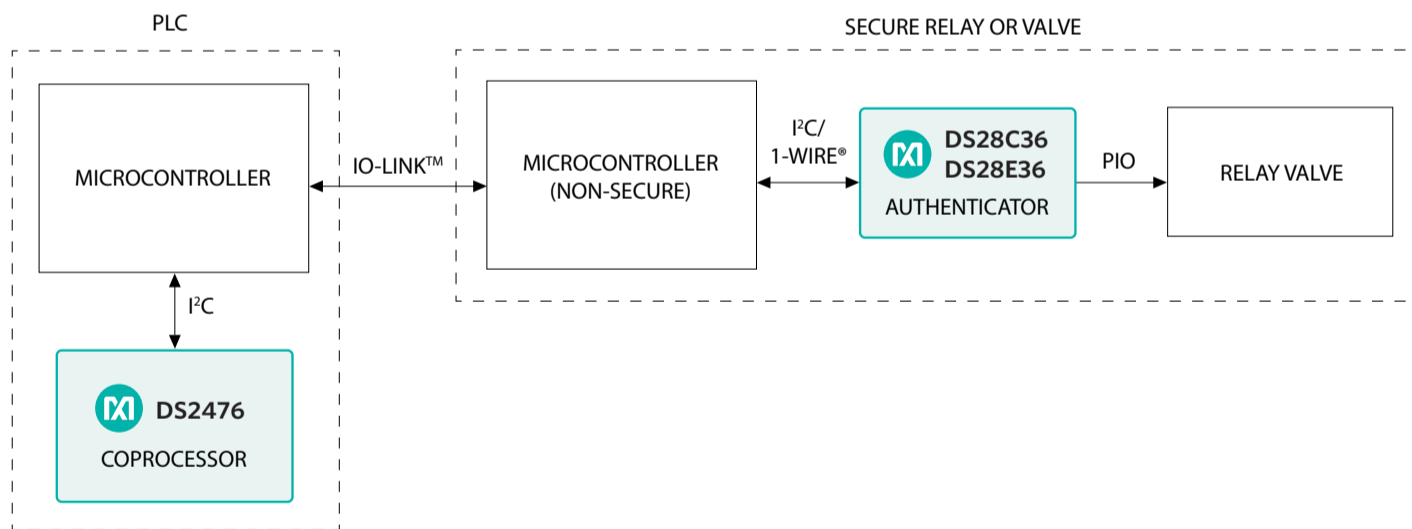 PLC
SECURE RELAY OR VALVE
MICROCONTROLLER
IO-LINK™
MICROCONTROLLER
(NON-SECURE)
I²C/
1-WIRE®
DS28C36
DS28E36
AUTHENTICATOR
PIO
RELAY VALVE
I²C
DS2476
COPROCESSOR